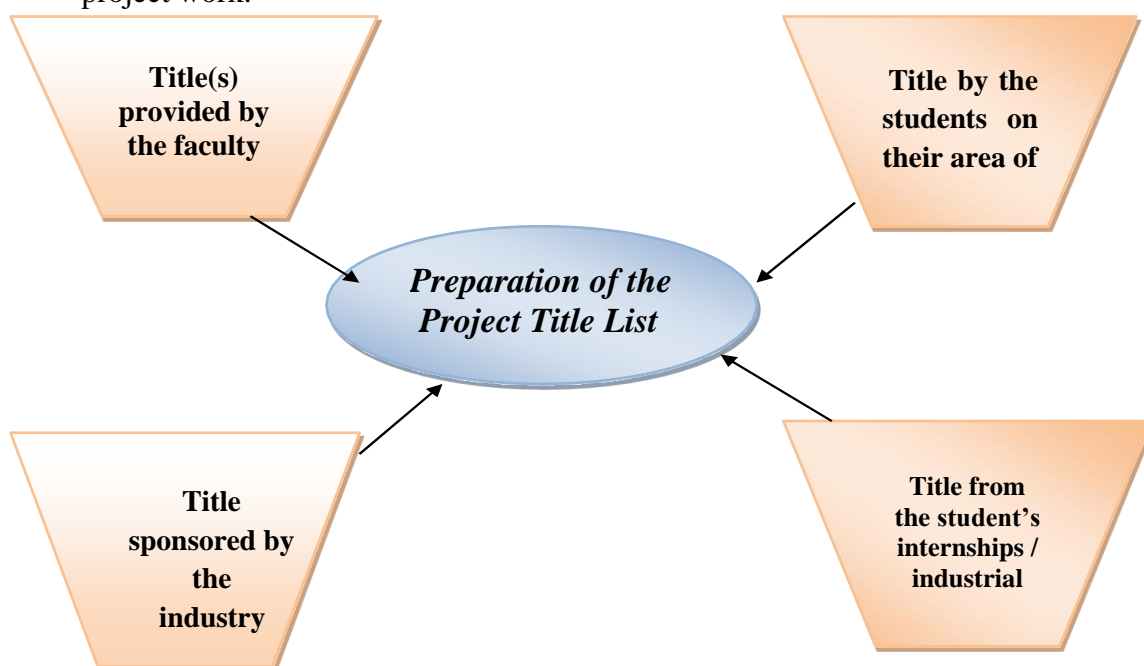 project work.
Title(s)
provided by
the faculty
Title by the
students on
their area of
Preparation of the
Project Title List
Title
sponsored by
the
industry
Title from
the student’s
internships /
industrial